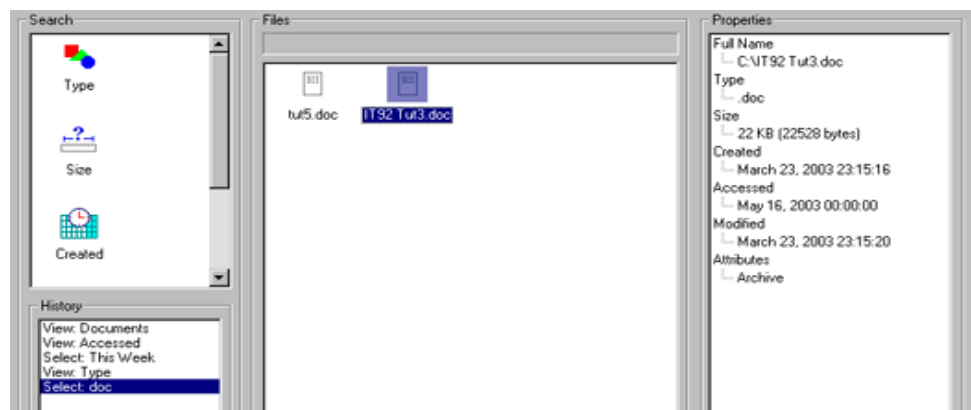 Search
Type
Size
Created
History
View: Documents
View: Accessed
Select: This Week
View: Type
Select: doc
Files
tut5.doc
IT92 Tut3.doc
Properties
Full Name
C:\IT92 Tut3.doc
Type
.doc
Size
22 KB (22528 bytes)
Created
March 23, 2003 23:15:16
Accessed
May 16, 2003 00:00:00
Modified
March 23, 2003 23:15:20
Attributes
Archive